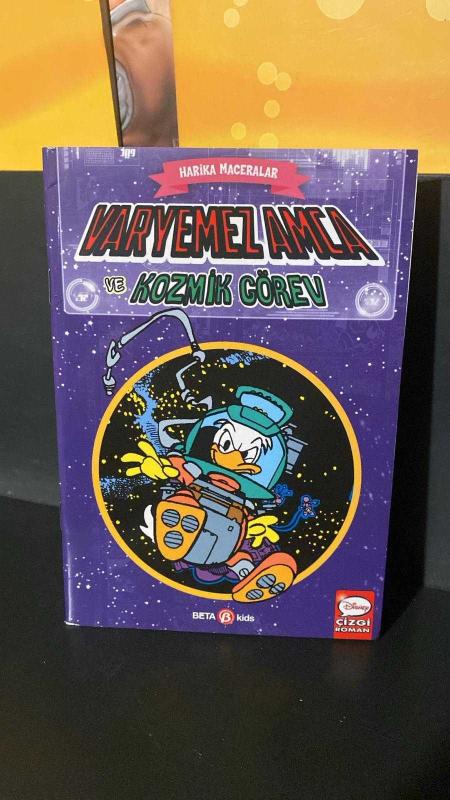 HARİKA MACERALAR
VARYEMEZ AMCA
VE KOZMİK GÖREV
BETA β kids
Disney
ÇİZGİ
ROMAN